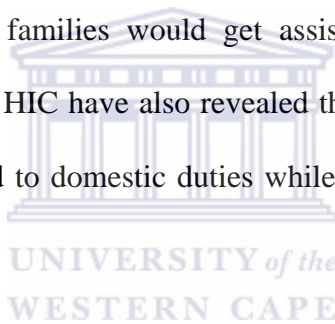 families would get assis
HIC have also revealed th
d to domestic duties while
UNIVERSITY of the
WESTERN CAPE